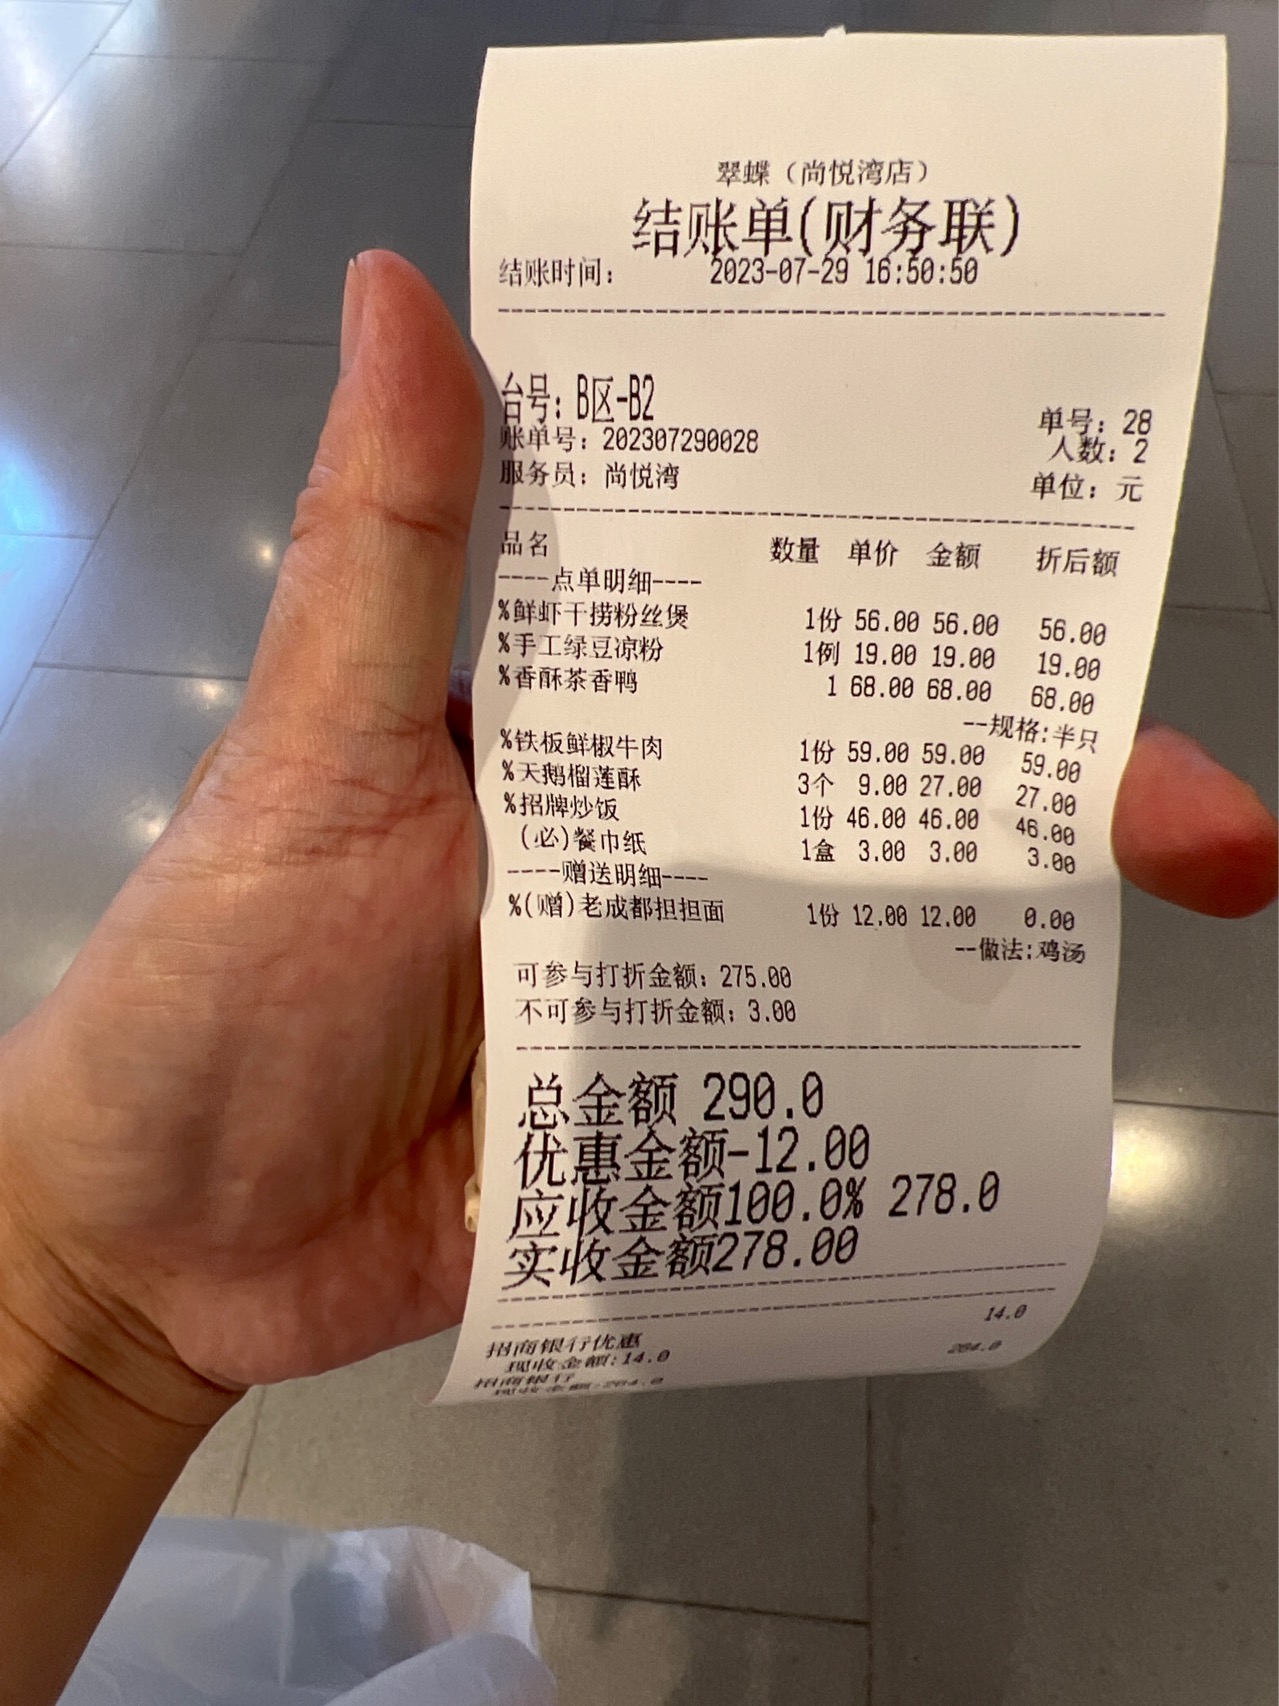 翠蝶（尚悦湾店）
结账单(财务联)
结账时间： 2023-07-29 16:50:50
台号：B区-B2
单号：28
账单号：202307290028
人数：2
服务员：尚悦湾
单位：元
品名 数量 单价 金额 折后额
----点单明细----
%鲜虾干捞粉丝煲 1份 56.00 56.00 56.00
%手工绿豆凉粉 1例 19.00 19.00 19.00
%香酥茶香鸭 1 68.00 68.00 68.00
--规格:半只
%铁板鲜椒牛肉 1份 59.00 59.00 59.00
%天鹅榴莲酥 3个 9.00 27.00 27.00
%招牌炒饭 1份 46.00 46.00 46.00
(必)餐巾纸 1盒 3.00 3.00 3.00
----赠送明细----
%(赠)老成都担担面 1份 12.00 12.00 0.00
--做法:鸡汤
可参与打折金额：275.00
不可参与打折金额：3.00
总金额 290.0
优惠金额-12.00
应收金额100.0% 278.0
实收金额278.00
招商银行优惠 14.0
现收金额:14.0
招商银行 264.0
现收金额:264.0